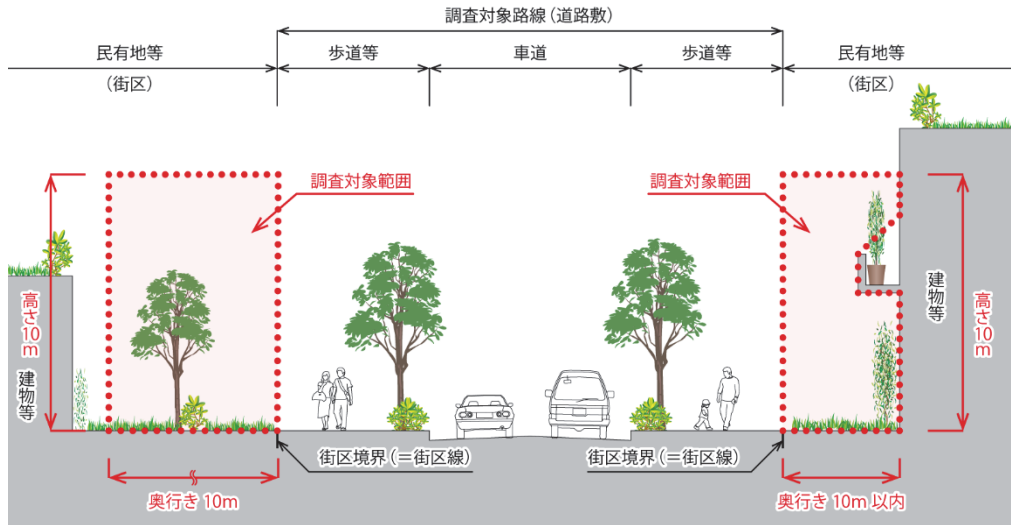 調査対象路線(道路敷)
民有地等
歩道等
車道
歩道等
民有地等
(街区)
(街区)
調査対象範囲
調査対象範囲
高さ10m
建物等
建物等
高さ10m
街区境界(=街区線)
街区境界(=街区線)
奥行き 10m
奥行き 10m 以内